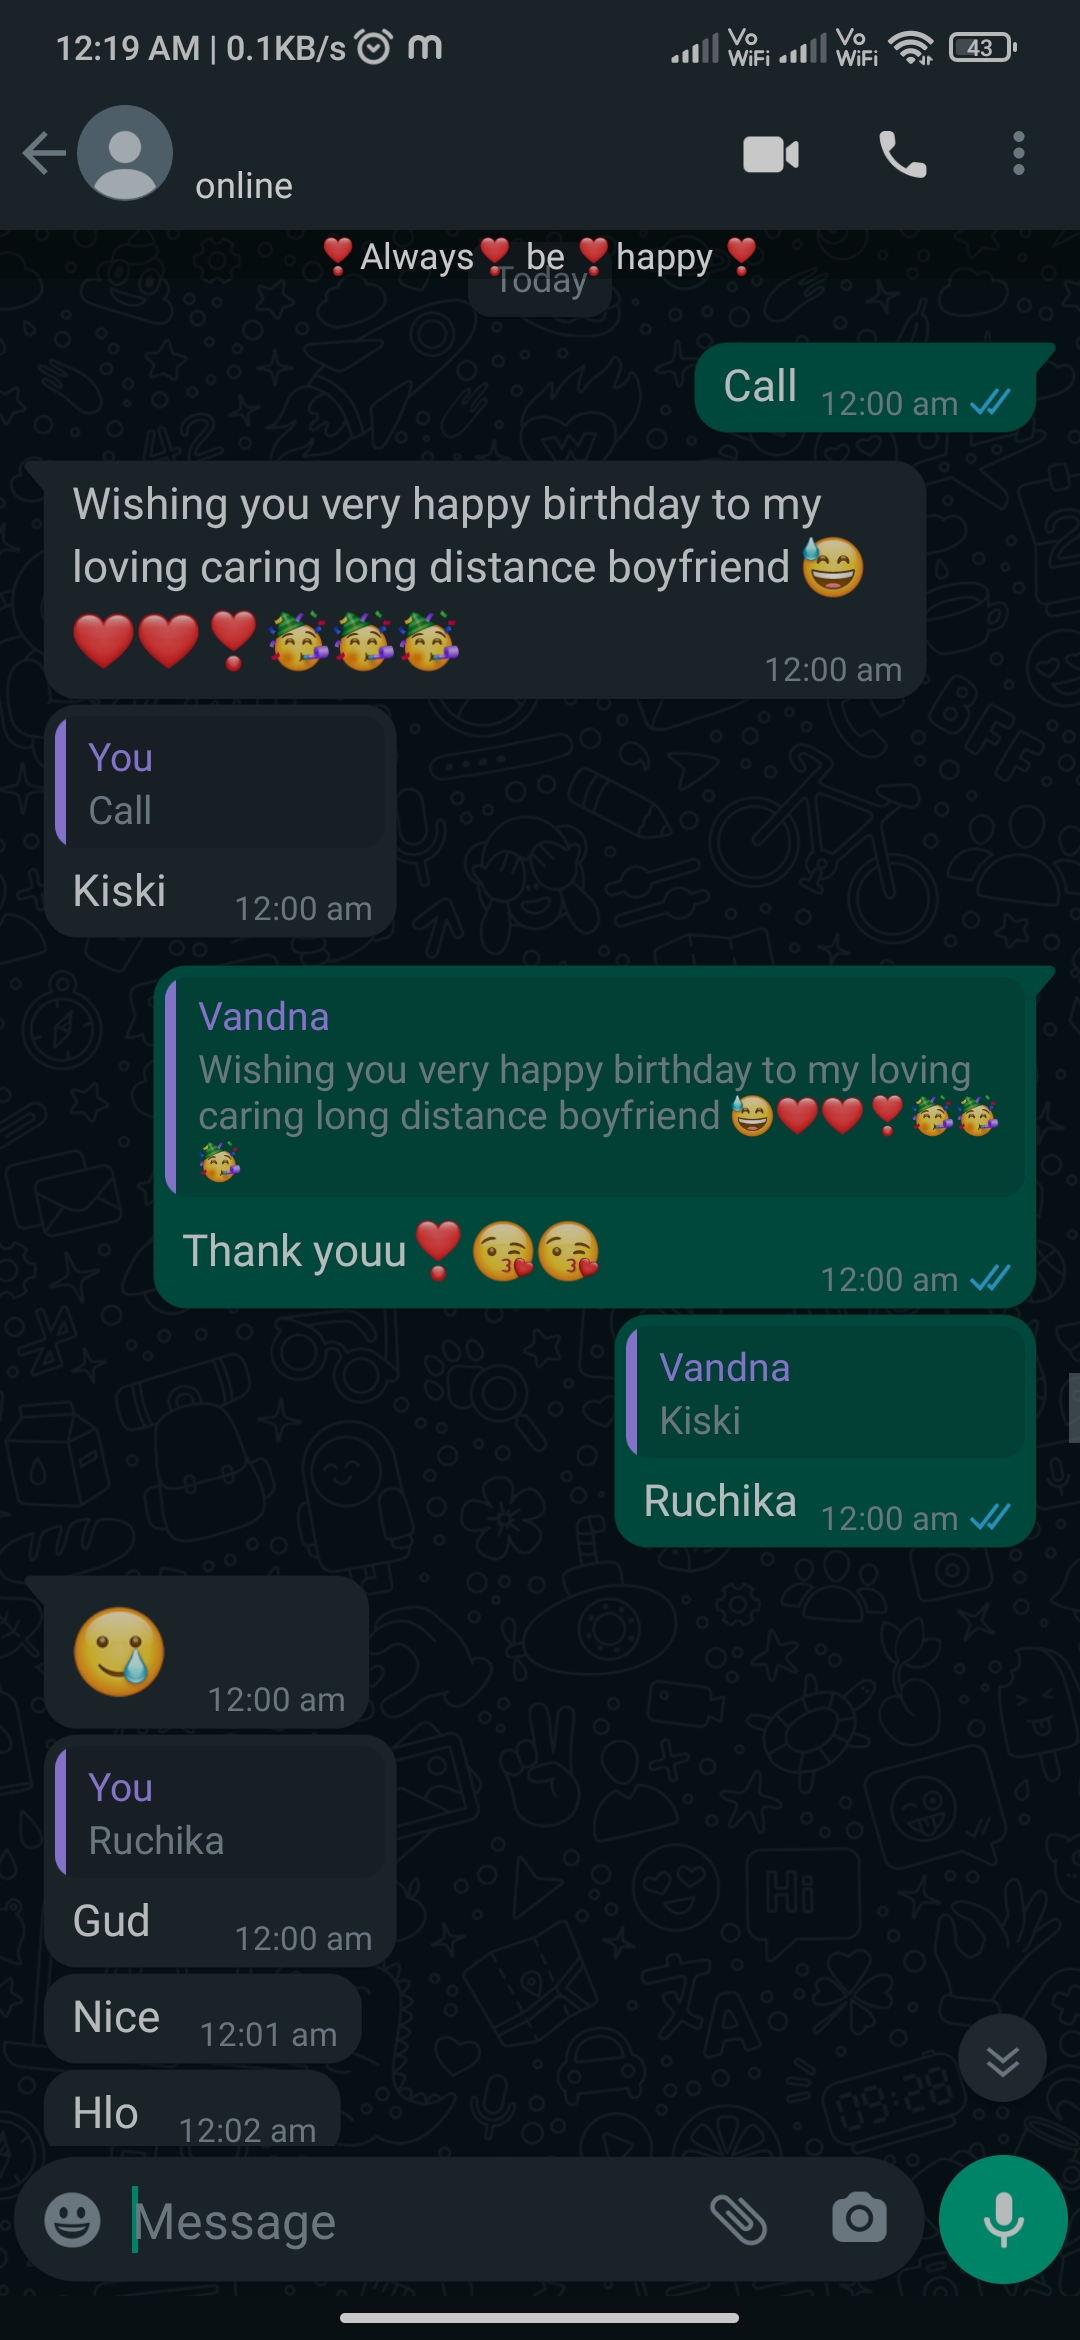 12:19 AM | 0.1KB/s m
Vo WiFi Vo WiFi 43
online
❣️Always❣️ be ❣️happy ❣️
Today
Call 12:00 am
Wishing you very happy birthday to my
loving caring long distance boyfriend 😅
❤️❤️❣️🥳🥳🥳
12:00 am
You
Call
Kiski 12:00 am
Vandna
Wishing you very happy birthday to my loving
caring long distance boyfriend 😅❤️❤️❣️🥳🥳
🥳
Thank youu❣️😘😘
12:00 am
Vandna
Kiski
Ruchika 12:00 am
🥲 12:00 am
You
Ruchika
Gud 12:00 am
Nice 12:01 am
Hlo 12:02 am
Message